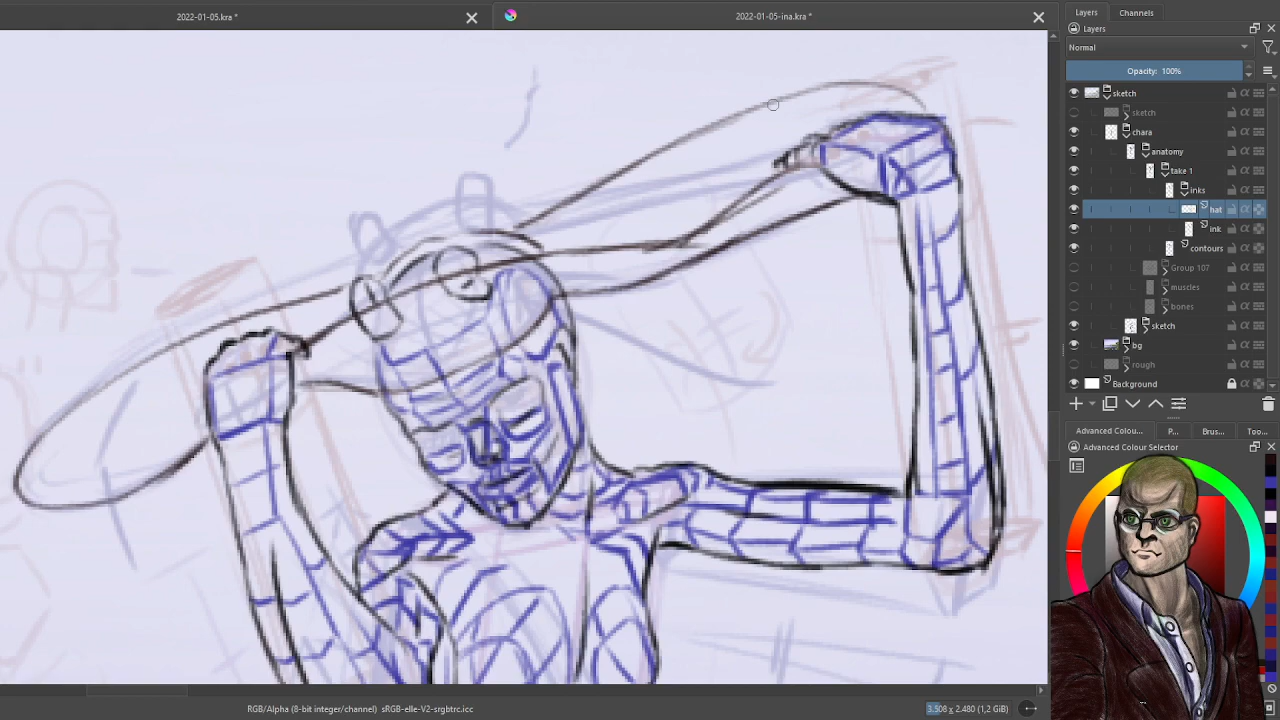 2022-01-05.kra *
2022-01-05-ina.kra *
Layers
Channels
Layers
Normal
Opacity: 100%
sketch
sketch
chara
anatomy
take 1
inks
hat
ink
contours
Group 107
muscles
bones
sketch
bg
rough
Background
Advanced Colou...
P...
Brus...
Too...
Advanced Colour Selector
RGB/Alpha (8-bit integer/channel) sRGB-elle-V2-srgbtrc.icc
3.508 x 2.480 (1,2 GiB)